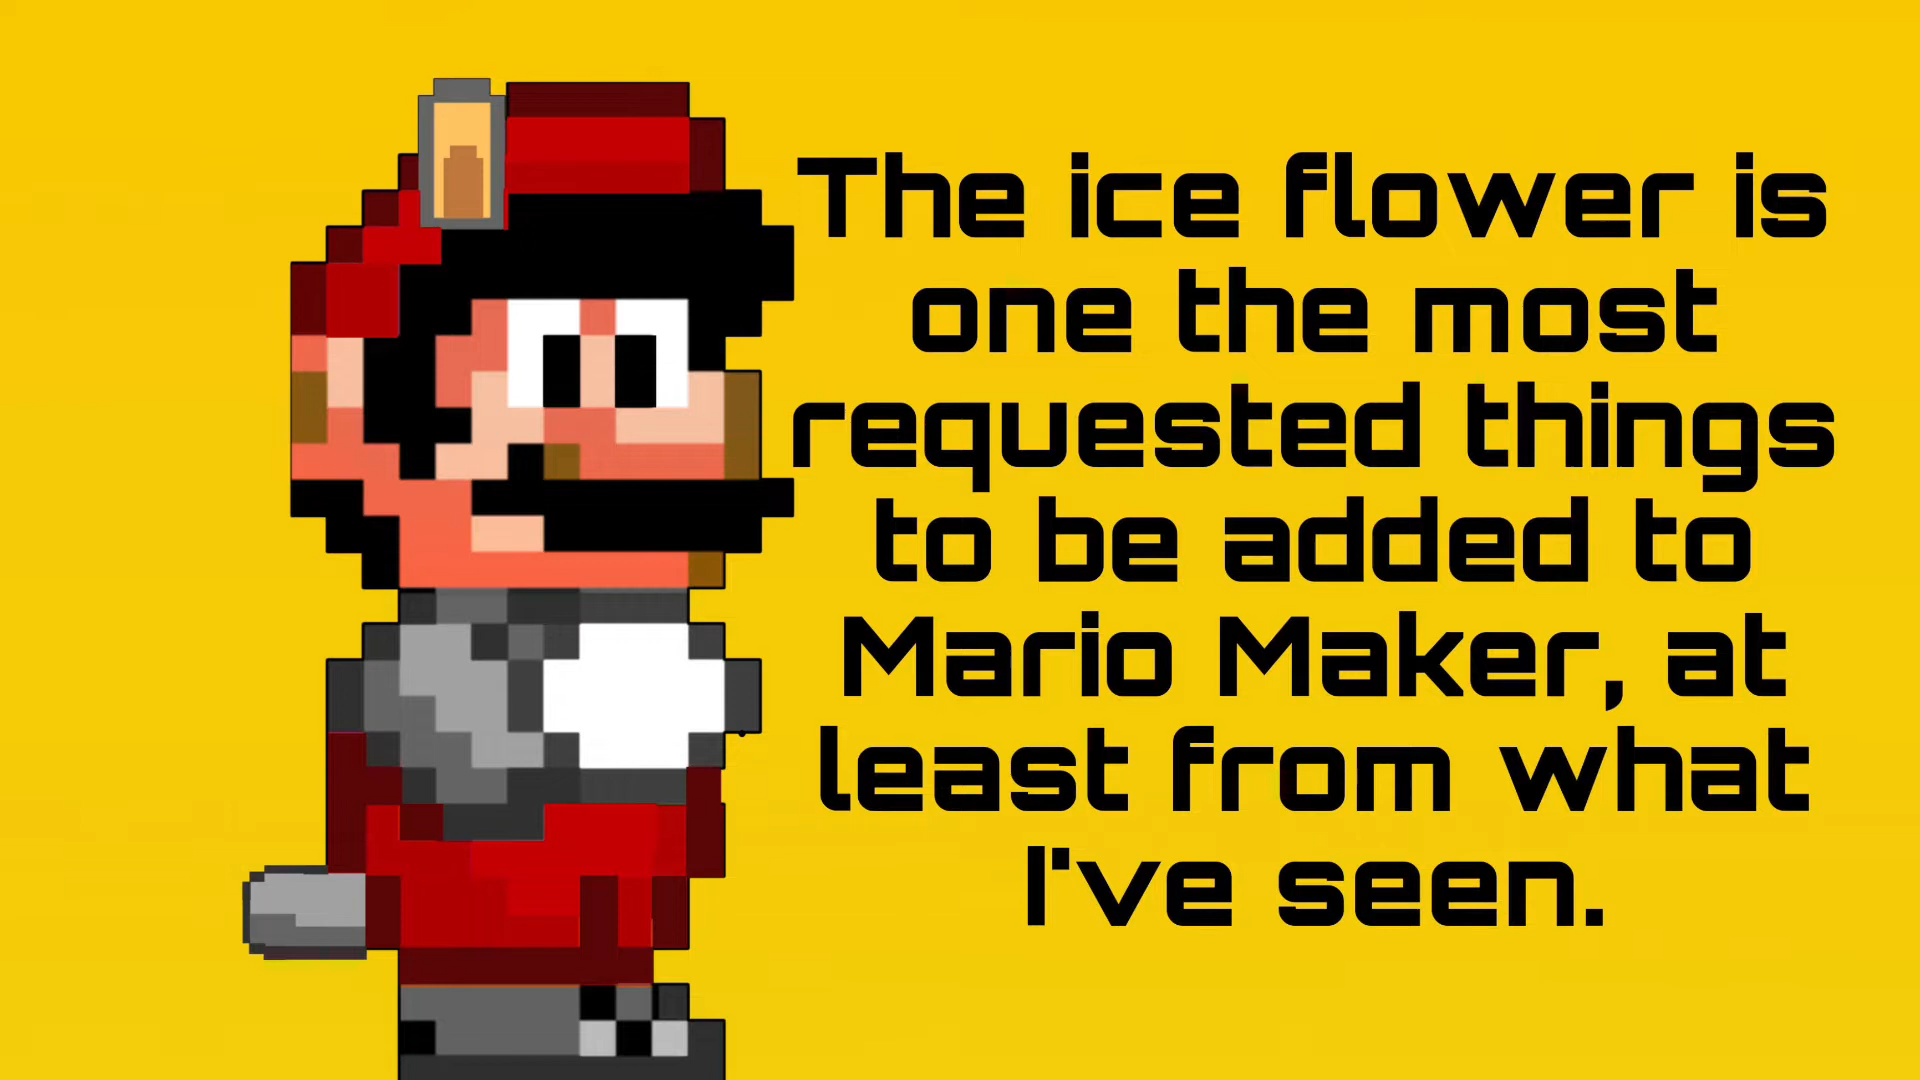 The ice flower is
one the most
requested things
to be added to
Mario Maker, at
least from what
I've seen.